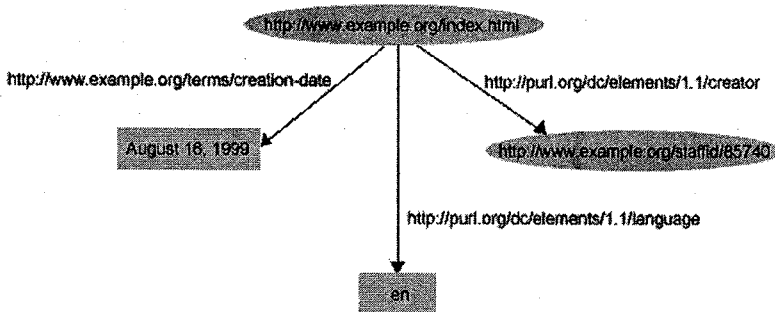 http://www.example.org/index.html
http://www.example.org/terms/creation-date
http://purl.org/dc/elements/1.1/creator
August 16, 1999
http://www.example.org/staffid/85740
http://purl.org/dc/elements/1.1/language
en